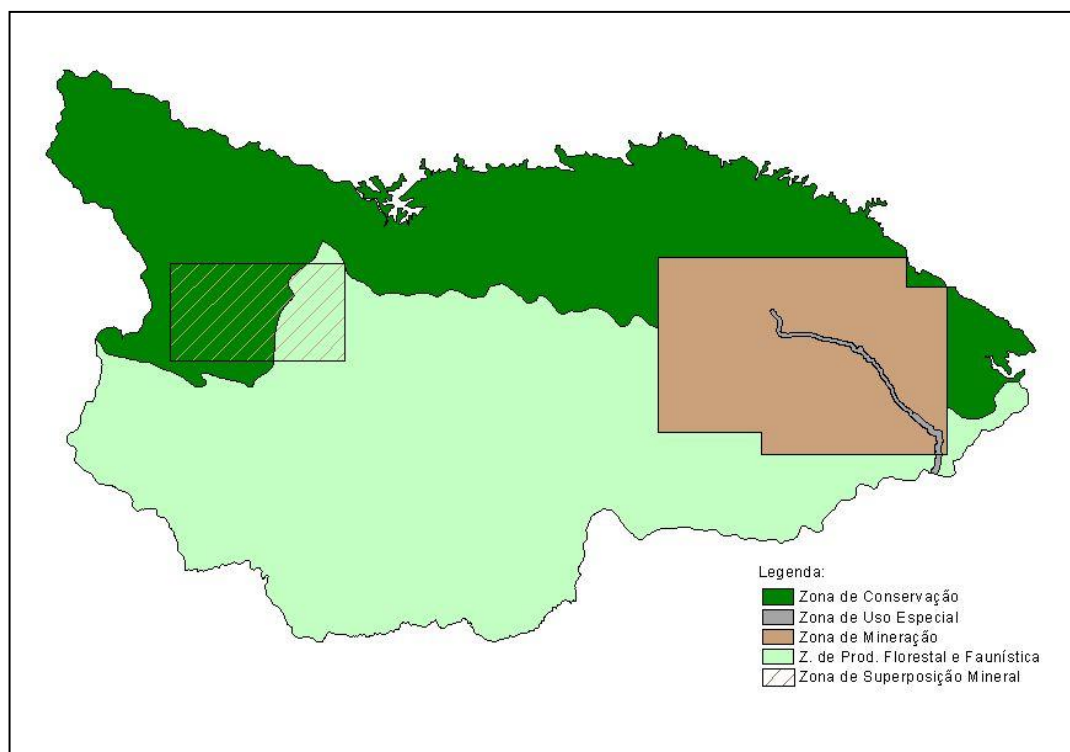 Legenda:
Zona de Conservação
Zona de Uso Especial
Zona de Mineração
Z. de Prod. Florestal e Faunística
Zona de Superposição Mineral